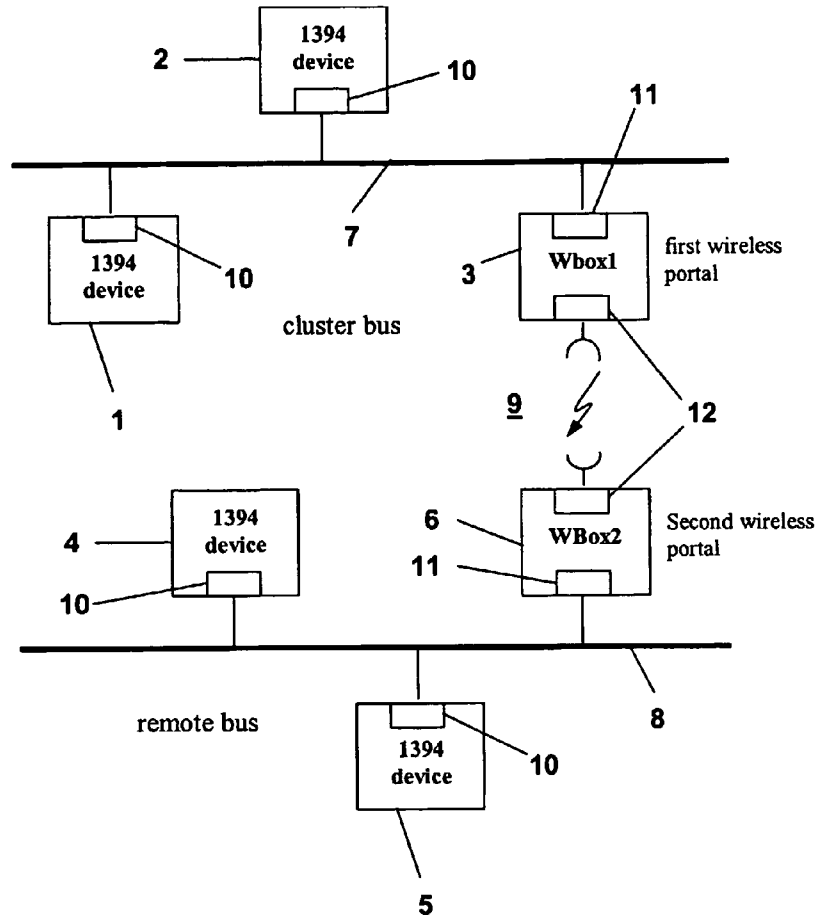 1394
device
2
10
11
7
1394
device
10
3
Wbox1
first wireless
portal
cluster bus
1
9
12
4
1394
device
10
6
WBox2
11
Second wireless
portal
8
remote bus
1394
device
10
5